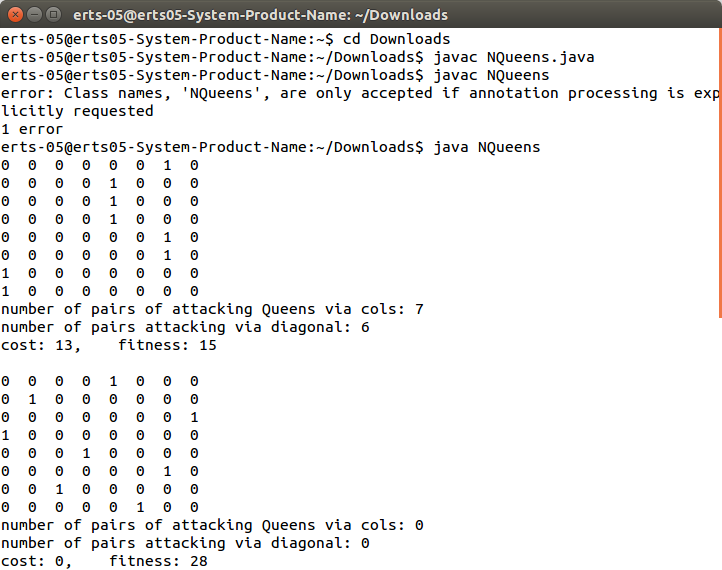 erts-05@erts05-System-Product-Name: ~/Downloads
erts-05@erts05-System-Product-Name:~$ cd Downloads
erts-05@erts05-System-Product-Name:~/Downloads$ javac NQueens.java
erts-05@erts05-System-Product-Name:~/Downloads$ javac NQueens
error: Class names, 'NQueens', are only accepted if annotation processing is exp
licitly requested
1 error
erts-05@erts05-System-Product-Name:~/Downloads$ java NQueens
0  0  0  0  0  0  1  0
0  0  0  0  1  0  0  0
0  0  0  0  1  0  0  0
0  0  0  0  1  0  0  0
0  0  0  0  0  0  1  0
0  0  0  0  0  0  1  0
1  0  0  0  0  0  0  0
1  0  0  0  0  0  0  0
number of pairs of attacking Queens via cols: 7
number of pairs attacking via diagonal: 6
cost: 13,    fitness: 15

0  0  0  0  1  0  0  0
0  1  0  0  0  0  0  0
0  0  0  0  0  0  0  1
1  0  0  0  0  0  0  0
0  0  0  1  0  0  0  0
0  0  0  0  0  0  1  0
0  0  1  0  0  0  0  0
0  0  0  0  0  1  0  0
number of pairs of attacking Queens via cols: 0
number of pairs attacking via diagonal: 0
cost: 0,    fitness: 28